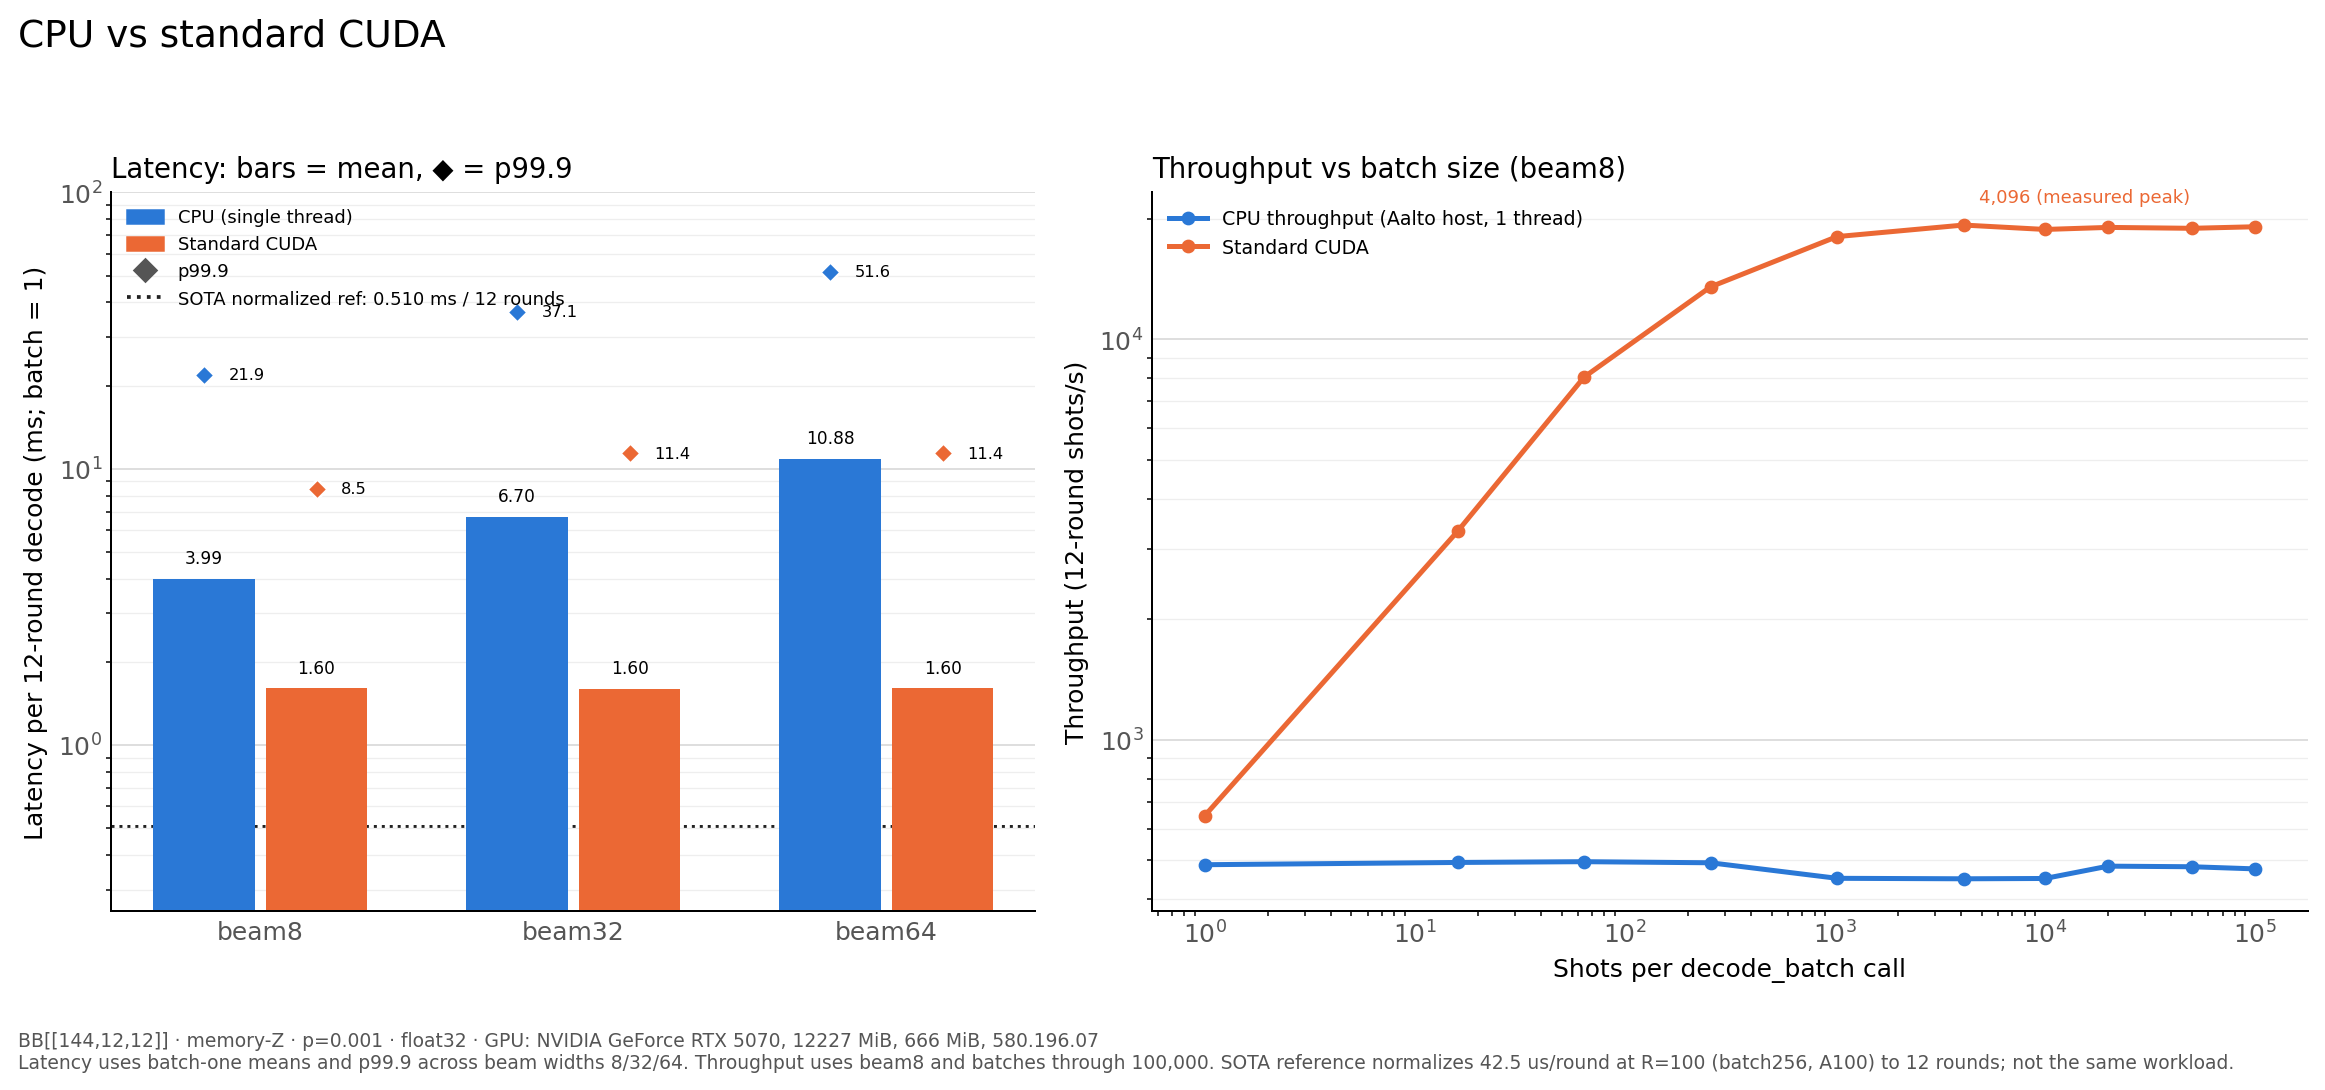 CPU vs standard CUDA
Latency: bars = mean, ◆ = p99.9
10²
CPU (single thread)
Standard CUDA
p99.9
SOTA normalized ref: 0.510 ms / 12 rounds
51.6
37.1
21.9
11.4
11.4
8.5
10.88
6.70
3.99
1.60
1.60
1.60
10¹
10⁰
Latency per 12-round decode (ms; batch = 1)
beam8
beam32
beam64
Throughput vs batch size (beam8)
4,096 (measured peak)
CPU throughput (Aalto host, 1 thread)
Standard CUDA
10⁴
10³
Throughput (12-round shots/s)
10⁰
10¹
10²
10³
10⁴
10⁵
Shots per decode_batch call
BB[[144,12,12]] · memory-Z · p=0.001 · float32 · GPU: NVIDIA GeForce RTX 5070, 12227 MiB, 666 MiB, 580.196.07
Latency uses batch-one means and p99.9 across beam widths 8/32/64. Throughput uses beam8 and batches through 100,000. SOTA reference normalizes 42.5 us/round at R=100 (batch256, A100) to 12 rounds; not the same workload.